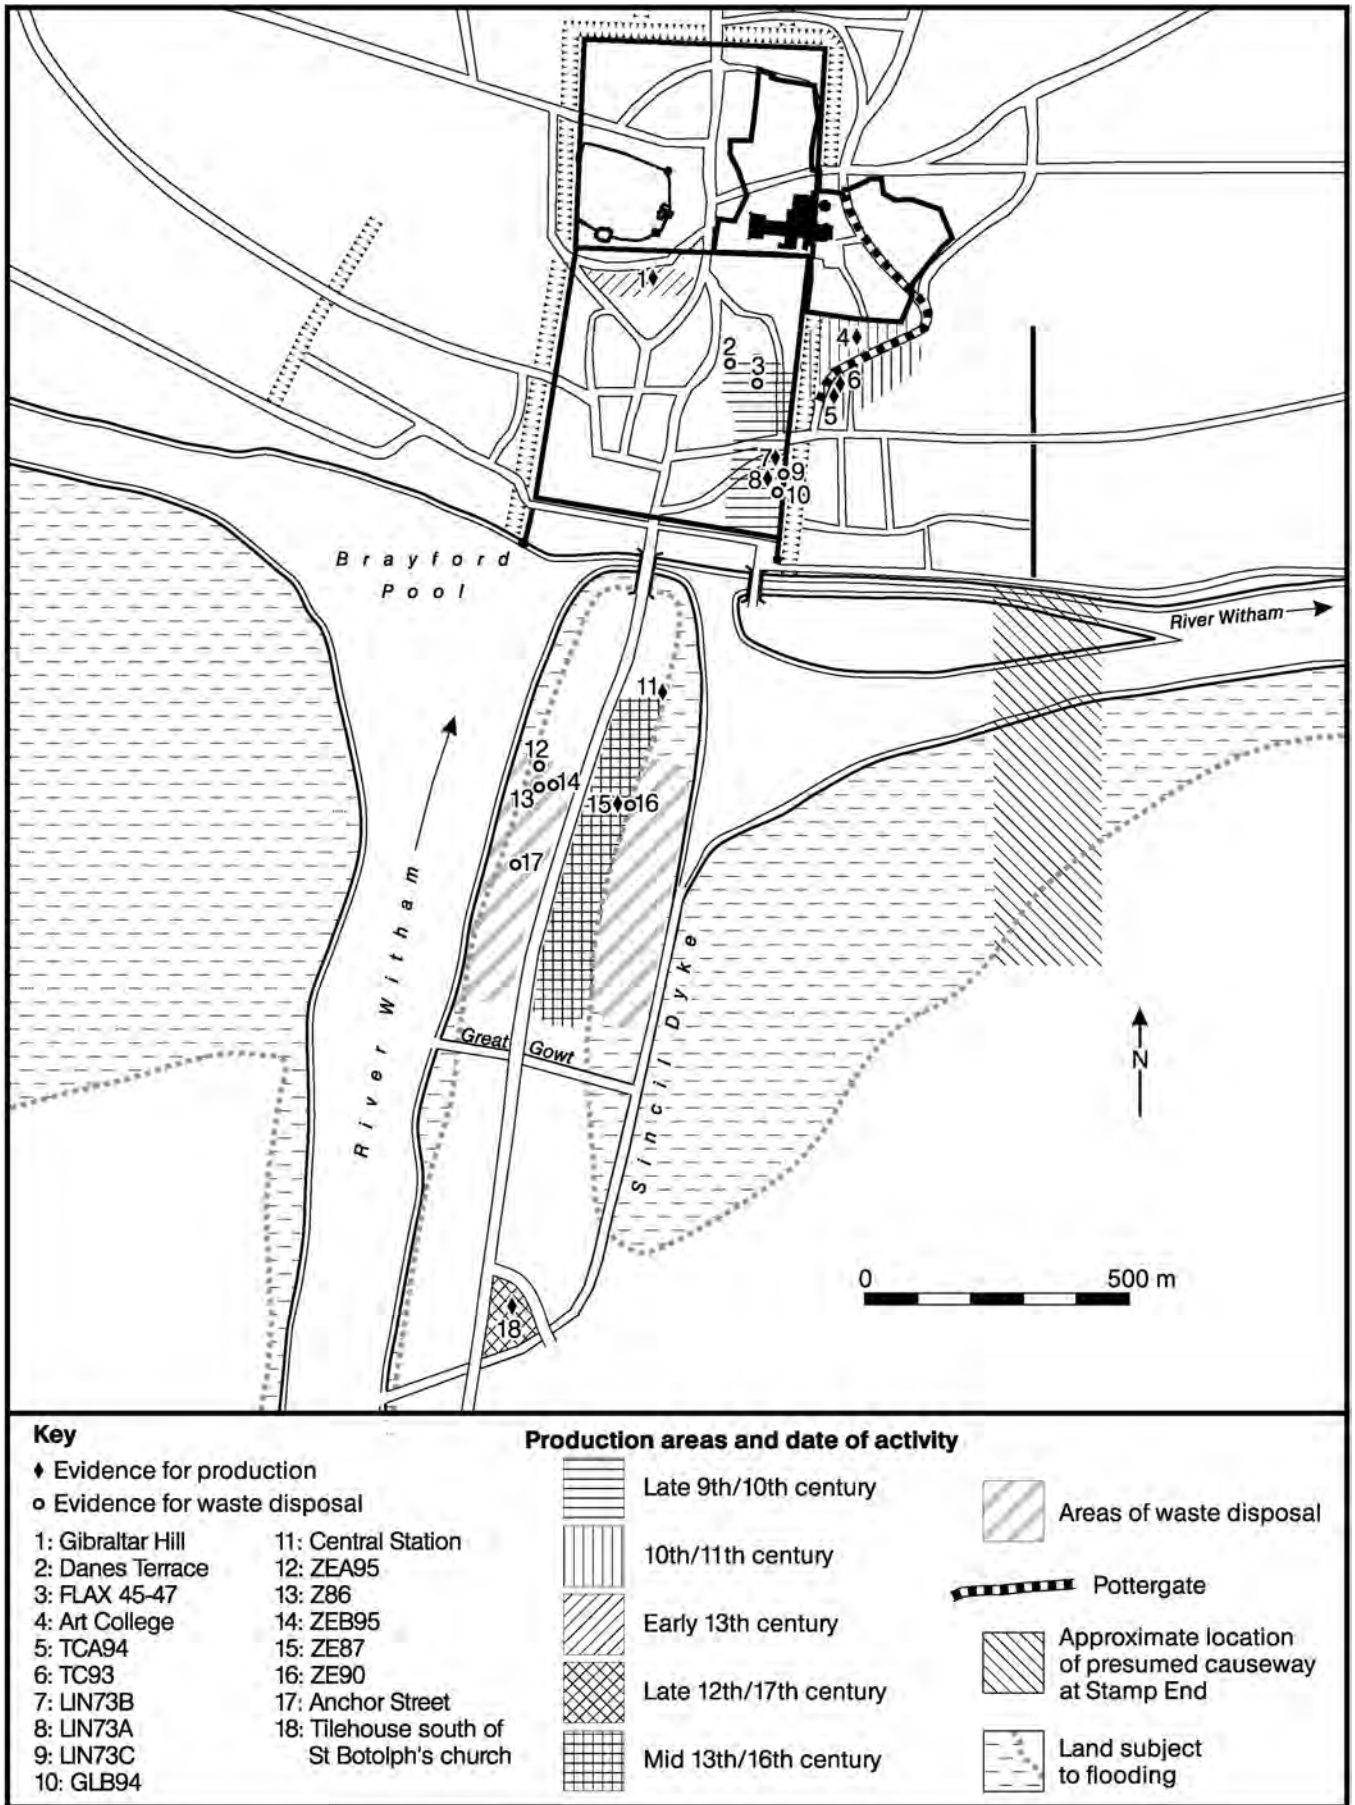 1
2
3
4
6
5
7
9
8
10
Brayford
Pool
River Witham
11
12
14
13
15
16
17
River Witham
Sincil Dyke
Great Gowt
N
18
0 500 m
Key
Evidence for production
Evidence for waste disposal
1: Gibraltar Hill
2: Danes Terrace
3: FLAX 45-47
4: Art College
5: TCA94
6: TC93
7: LIN73B
8: LIN73A
9: LIN73C
10: GLB94
11: Central Station
12: ZEA95
13: Z86
14: ZEB95
15: ZE87
16: ZE90
17: Anchor Street
18: Tilehouse south of
St Botolph's church
Production areas and date of activity
Late 9th/10th century
10th/11th century
Early 13th century
Late 12th/17th century
Mid 13th/16th century
Areas of waste disposal
Pottergate
Approximate location
of presumed causeway
at Stamp End
Land subject
to flooding